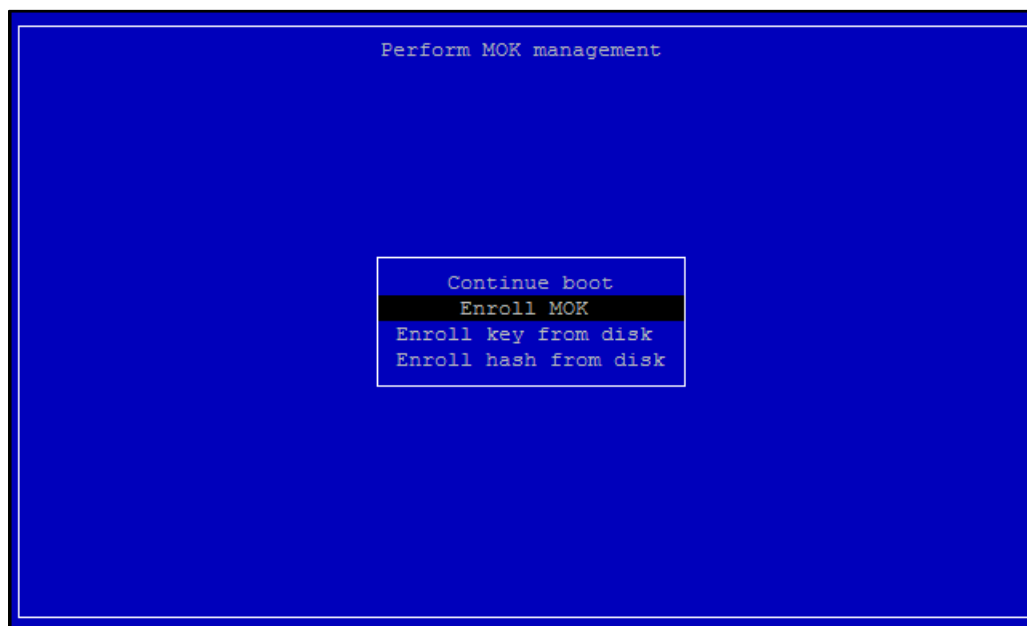 Perform MOK management
Continue boot
Enroll MOK
Enroll key from disk
Enroll hash from disk